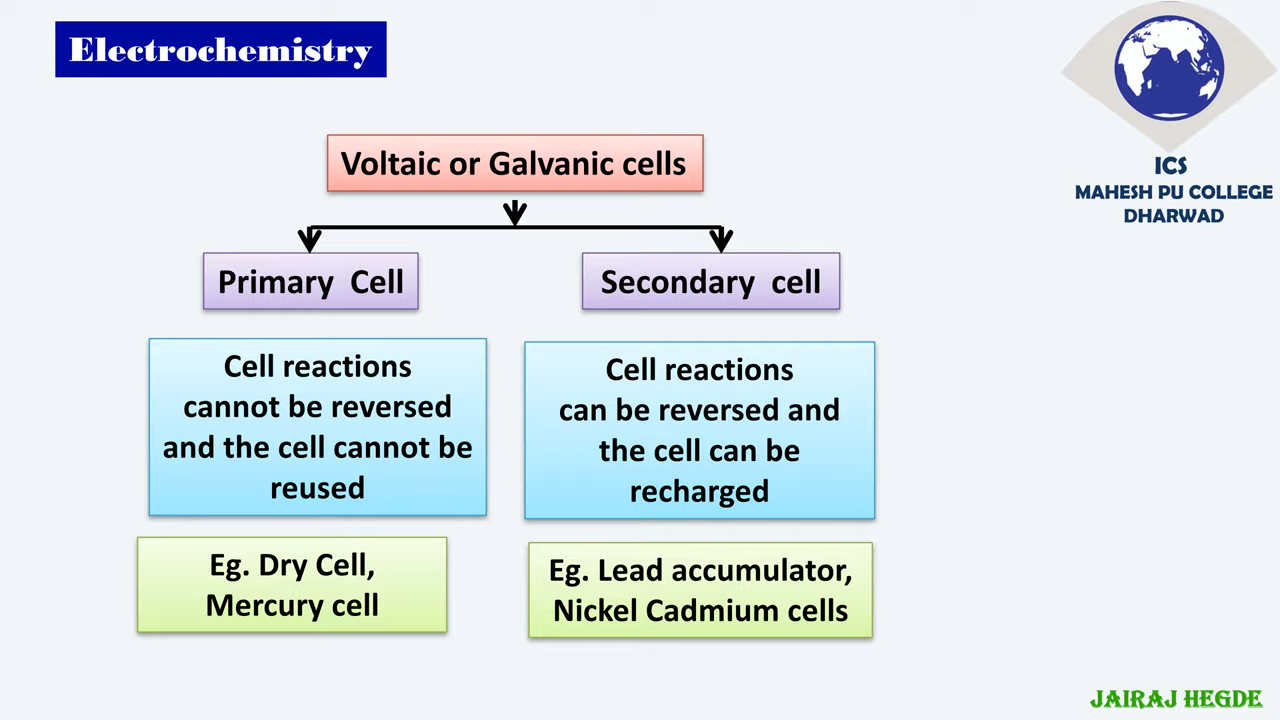 Electrochemistry
ICS
MAHESH PU COLLEGE
DHARWAD
Voltaic or Galvanic cells
Primary Cell
Secondary cell
Cell reactions
cannot be reversed
and the cell cannot be
reused
Cell reactions
can be reversed and
the cell can be
recharged
Eg. Dry Cell,
Mercury cell
Eg. Lead accumulator,
Nickel Cadmium cells
JAIRAJ HEGDE